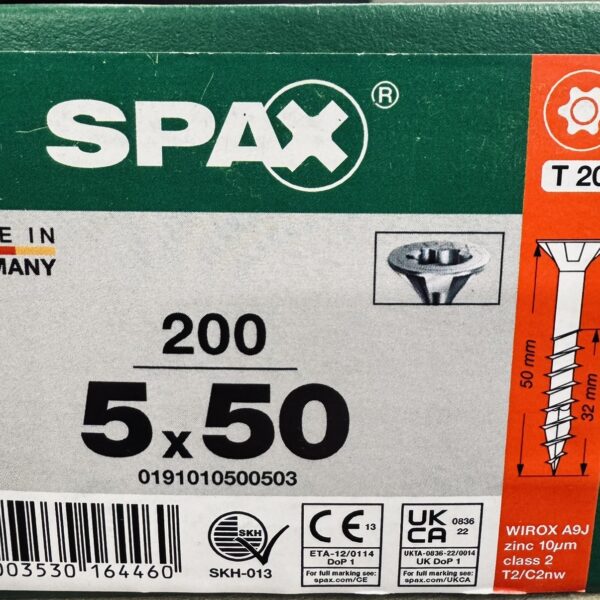 SPAX®
T 20
E IN
MANY
200
5 x 50
0191010500503
50 mm
32 mm
003530 164460
SKH
SKH-013
CE 13
ETA-12/0114
DoP 1
For full marking see:
spax.com/CE
UK
CA
0836
22
UKTA-0836-22/0014
UK DoP 1
For full marking see:
spax.com/UKCA
WIROX A9J
zinc 10µm
class 2
T2/C2nw